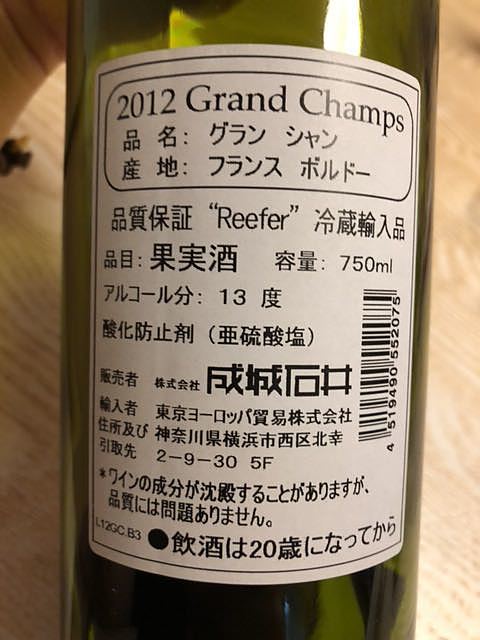 2012 Grand Champs
品 名: グラン シャン
産 地: フランス ボルドー
品質保証 “Reefer” 冷蔵輸入品
品目: 果実酒 容量: 750ml
アルコール分: 13 度
酸化防止剤 (亜硫酸塩)
販売者 株式会社 成城石井
輸入者 東京ヨーロッパ貿易株式会社
住所及び 神奈川県横浜市西区北幸
引取先 2-9-30 5F
*ワインの成分が沈殿することがありますが、
品質には問題ありません。
L12GC.B3 ●飲酒は20歳になってから
4 519490 552075